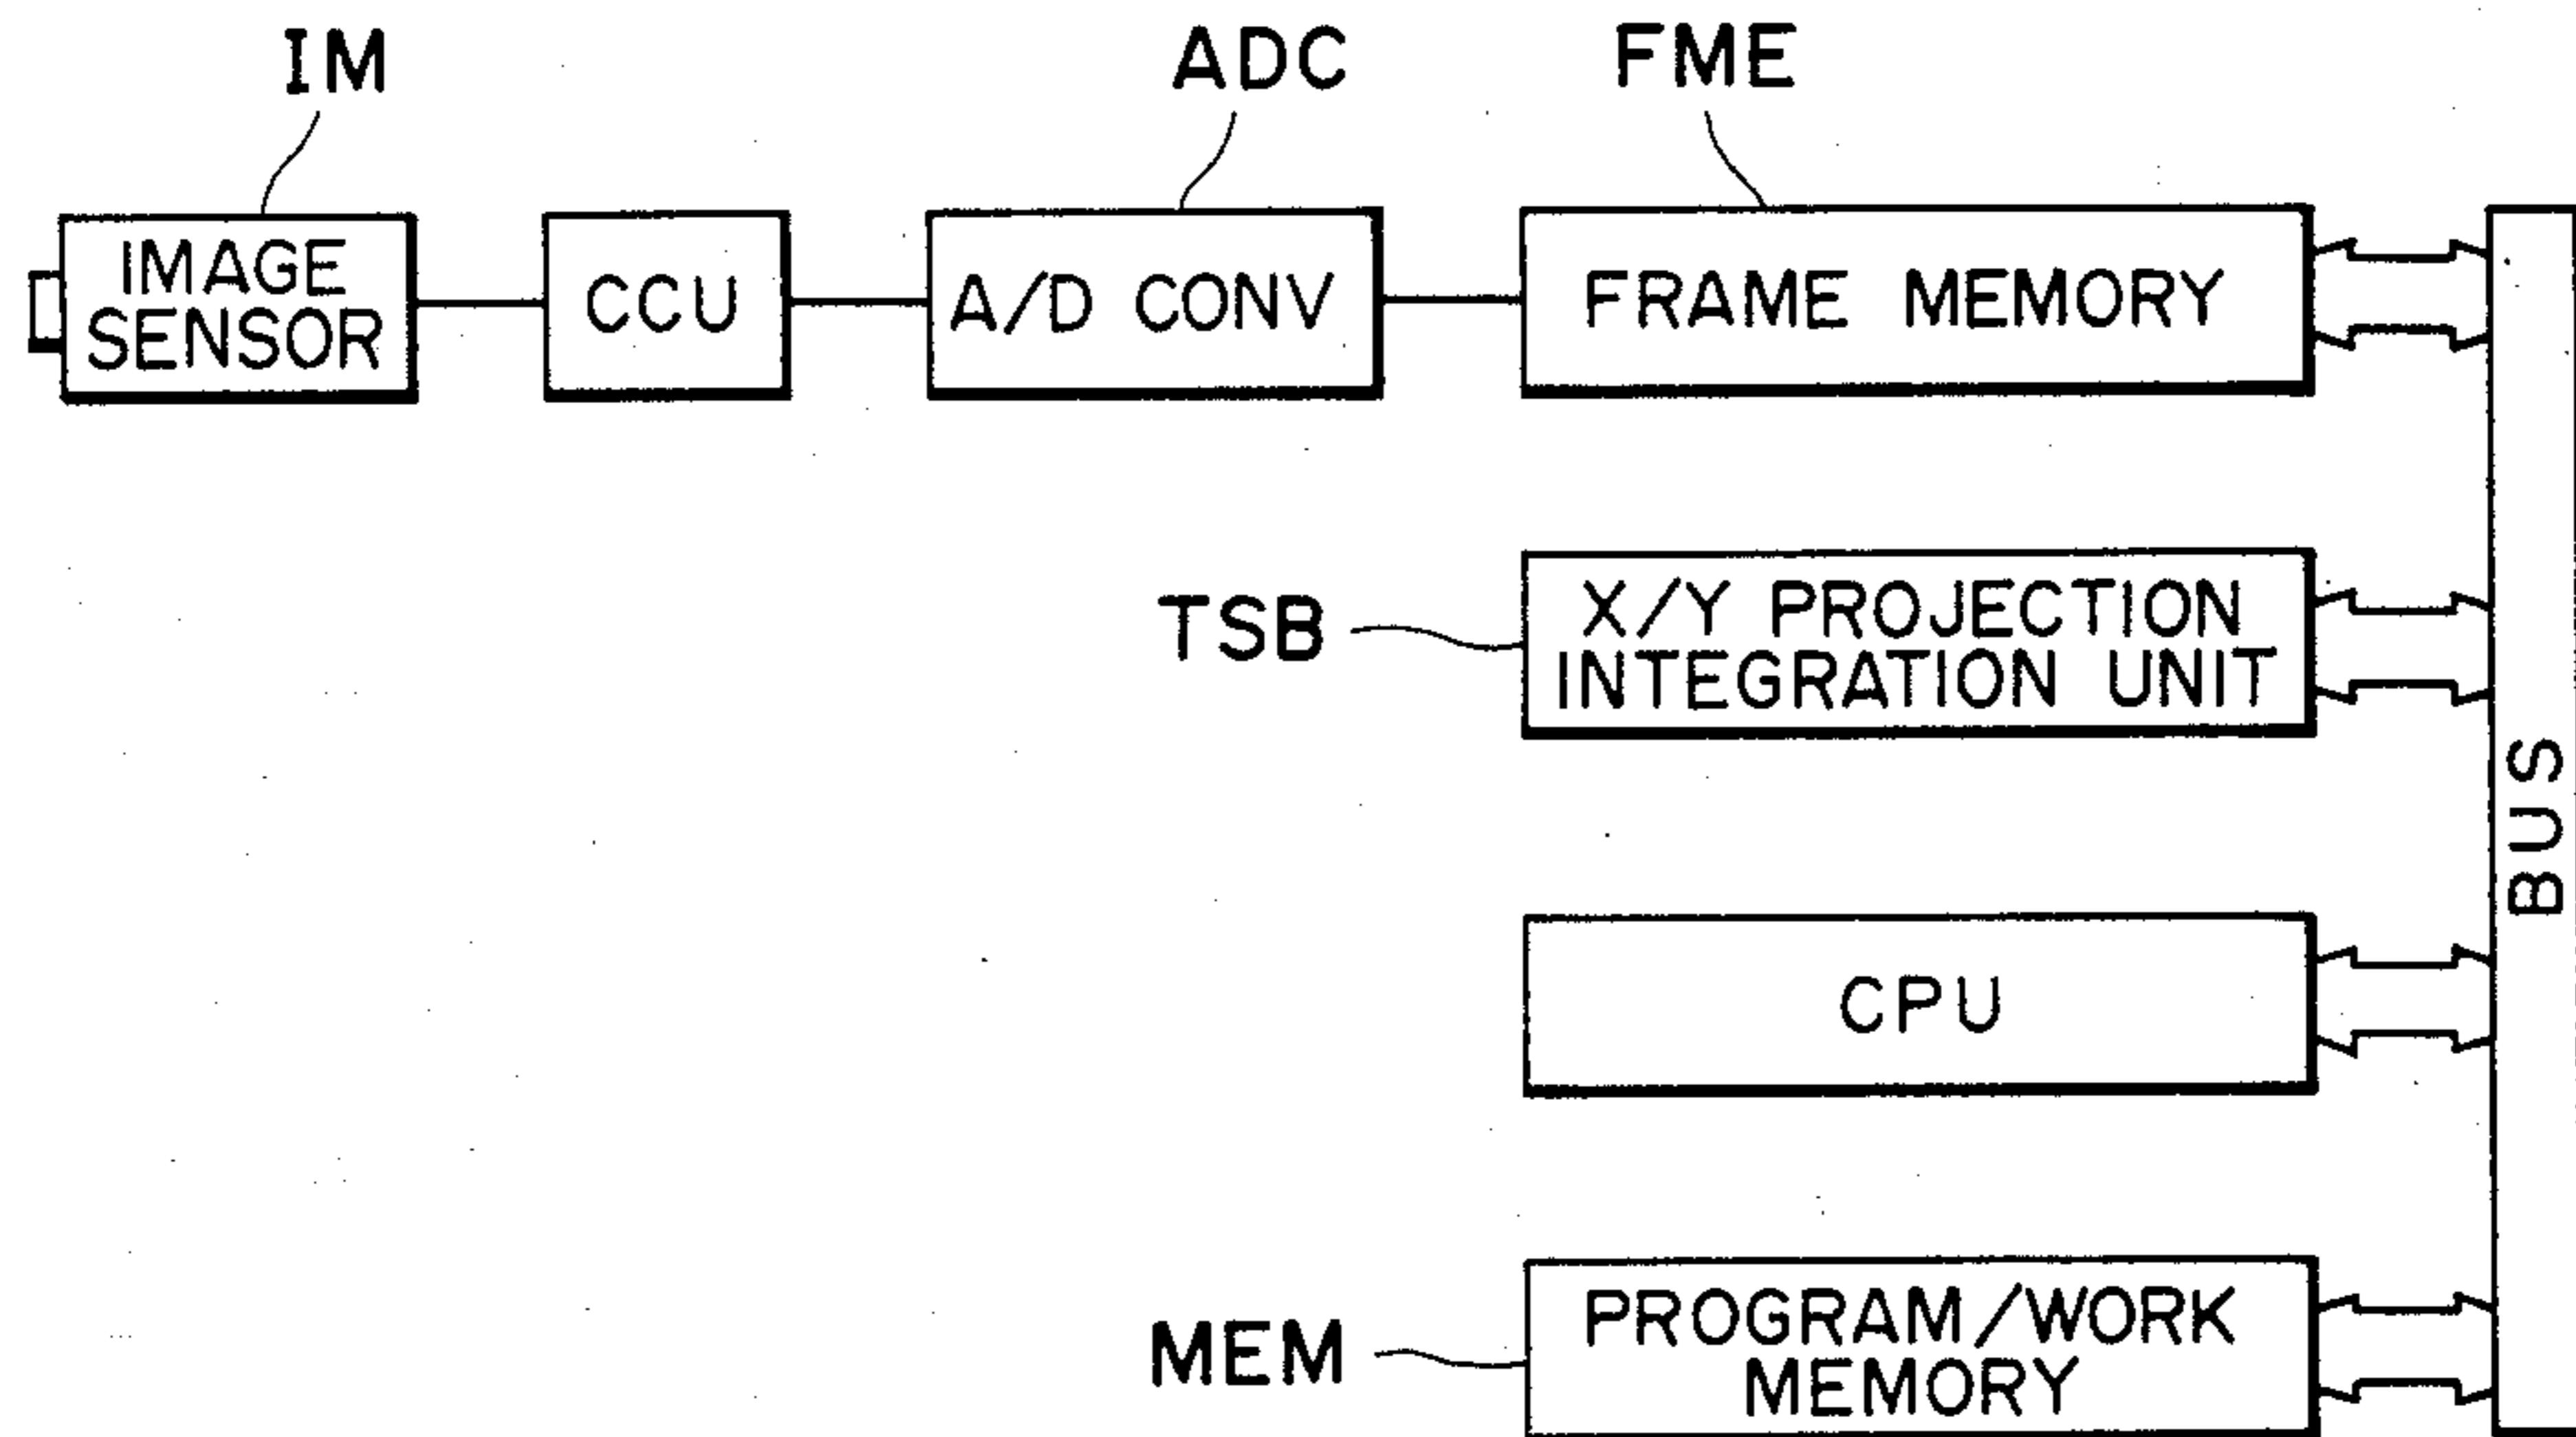 IM
ADC
FME
IMAGE
SENSOR
CCU
A/D CONV
FRAME MEMORY
TSB
X/Y PROJECTION
INTEGRATION UNIT
BUS
CPU
MEM
PROGRAM/WORK
MEMORY